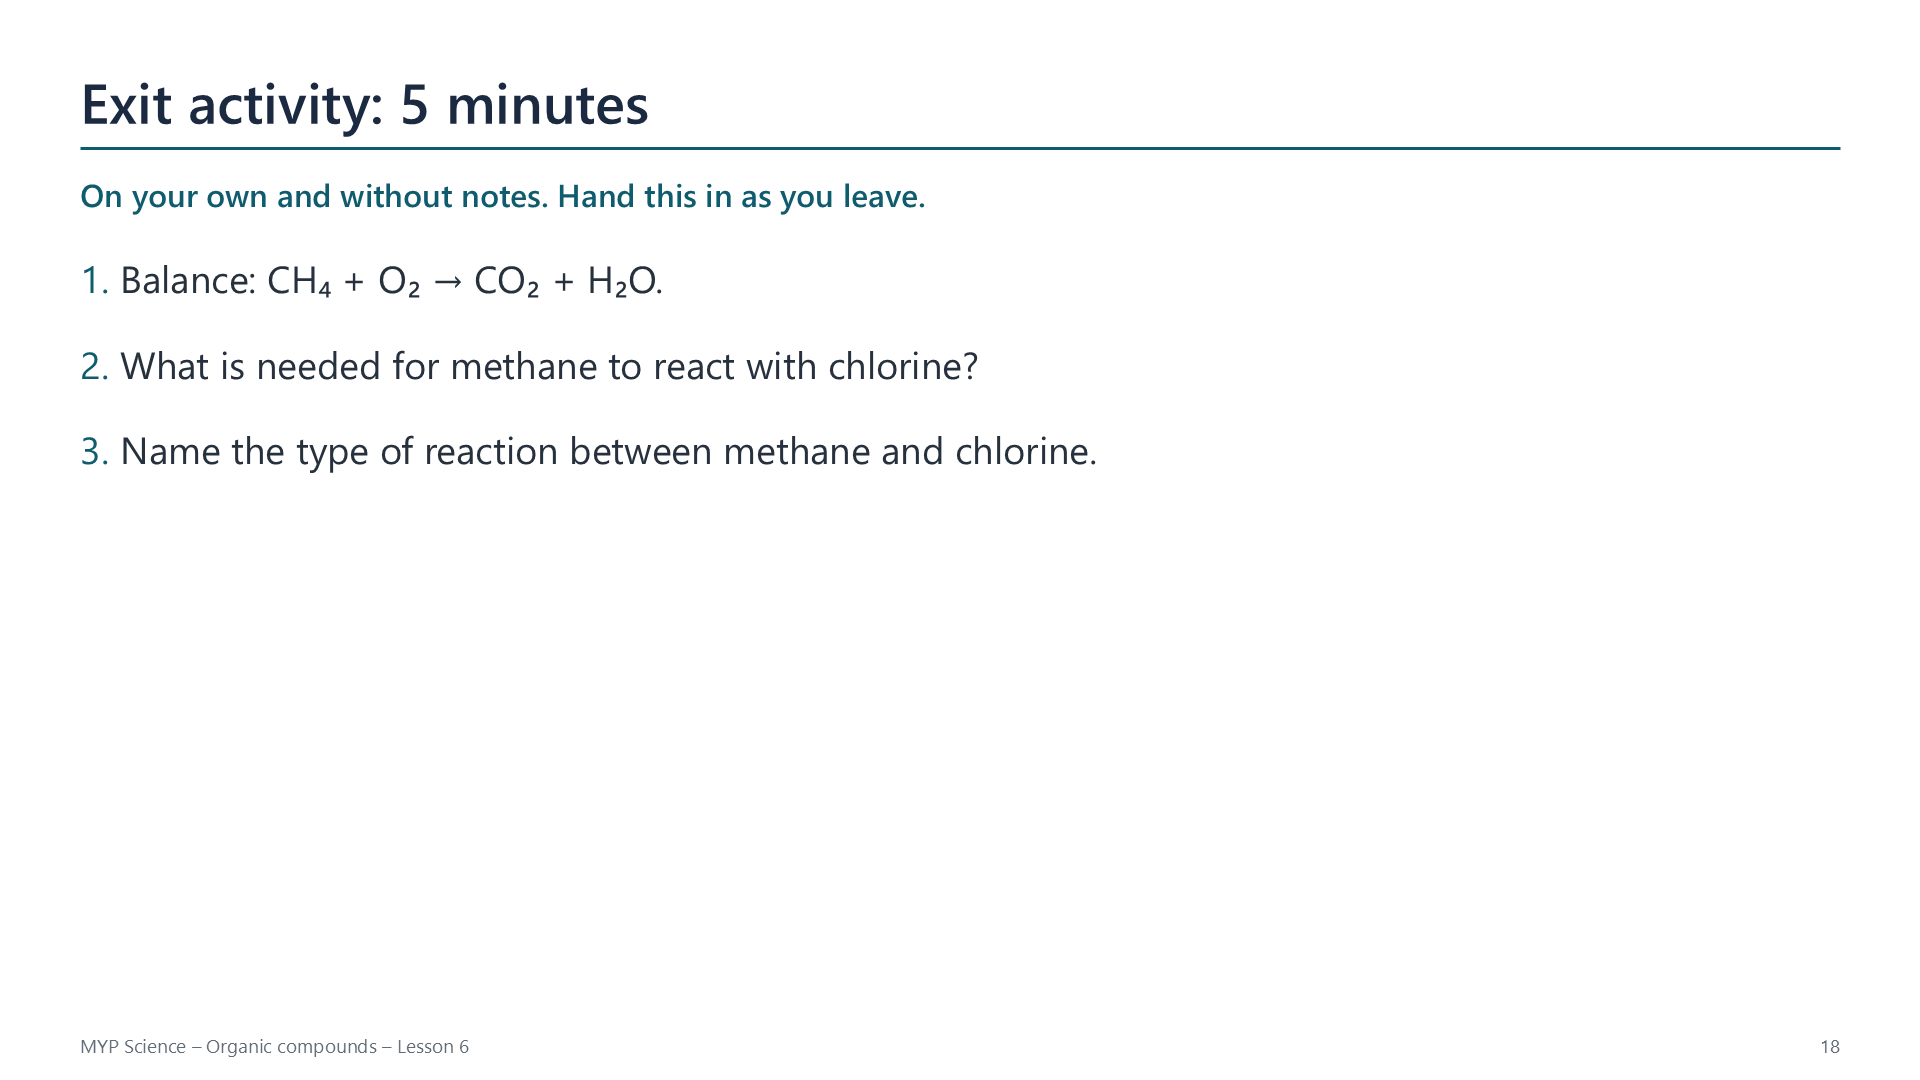 Exit activity: 5 minutes
On your own and without notes. Hand this in as you leave.
1. Balance: CH₄ + O₂ → CO₂ + H₂O.
2. What is needed for methane to react with chlorine?
3. Name the type of reaction between methane and chlorine.
MYP Science – Organic compounds – Lesson 6
18